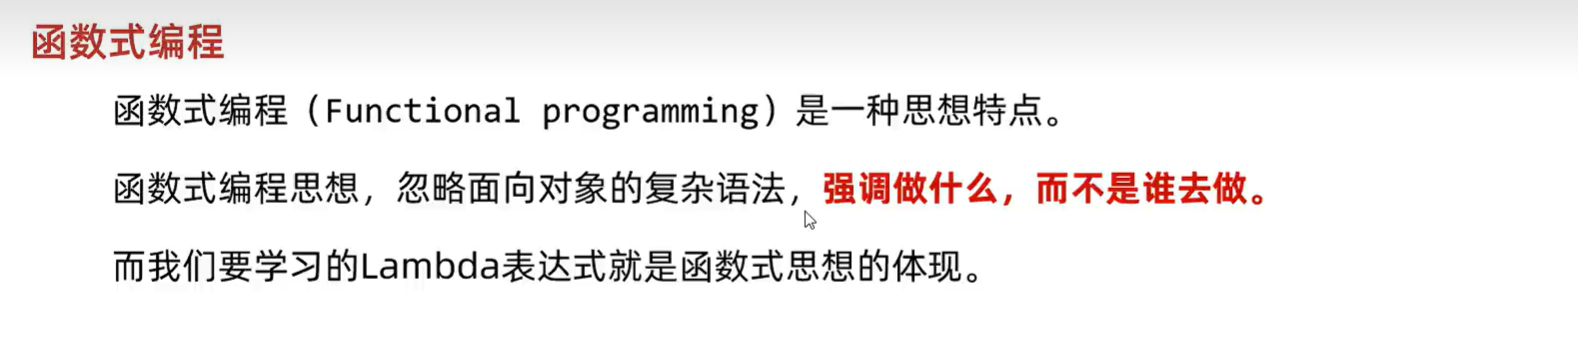 函数式编程
函数式编程（Functional programming）是一种思想特点。
函数式编程思想，忽略面向对象的复杂语法，强调做什么，而不是谁去做。
而我们要学习的Lambda表达式就是函数式思想的体现。